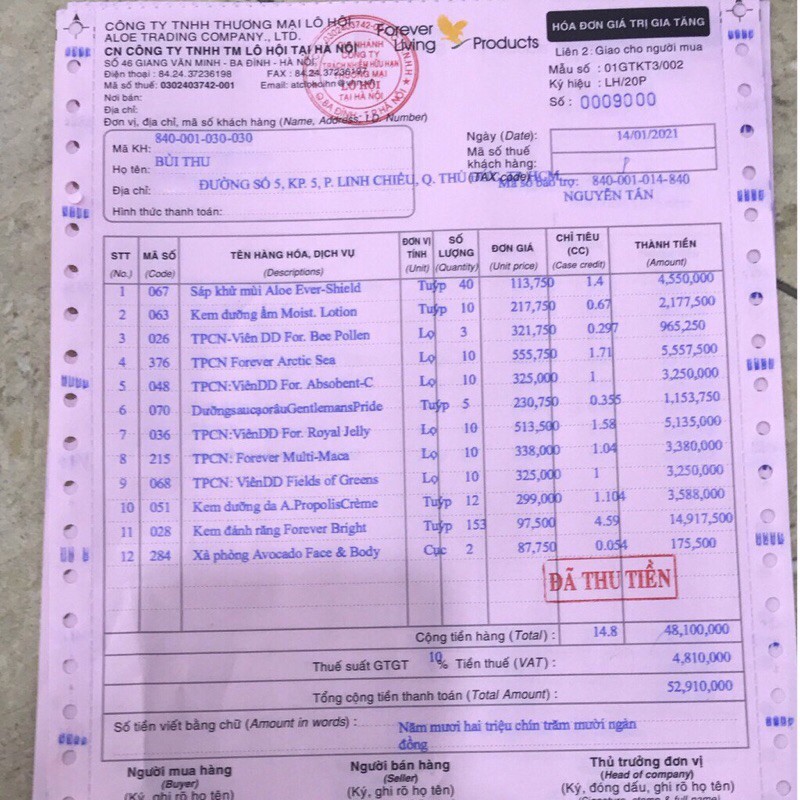 CÔNG TY TNHH THƯƠNG MẠI LÔ HỘI
ALOE TRADING COMPANY., LTD.
CN CÔNG TY TNHH TM LÔ HỘI TẠI HÀ NỘI
SỐ 46 GIANG VĂN MINH - BA ĐÌNH - HÀ NỘI
Điện thoại : 84.24.37236198 FAX : 84.24.37236197
Mã số thuế: 0302403742-001 Email:
Nơi bán:
Địa chỉ:
Đơn vị, địa chỉ, mã số khách hàng (Name, Address, I.D. Number)
Forever Living Products
HÓA ĐƠN GIÁ TRỊ GIA TĂNG
Liên 2: Giao cho người mua
Mẫu số : 01GTKT3/002
Ký hiệu : LH/20P
Số : 0009000
Mã KH: 840-001-030-030
Họ tên: BÙI THU
Địa chỉ: ĐƯỜNG SỐ 5, KP. 5, P. LINH CHIỂU, Q. THỦ HCM
Hình thức thanh toán:
Ngày (Date): 14/01/2021
Mã số thuế
khách hàng:
(TAX code)
Mã số bảo trợ: 840-001-014-840
NGUYỄN TẤN
STT (No.) MÃ SỐ (Code) TÊN HÀNG HÓA, DỊCH VỤ (Descriptions) ĐƠN VỊ TÍNH (Unit) SỐ LƯỢNG (Quantity) ĐƠN GIÁ (Unit price) CHỈ TIÊU (CC) (Case credit) THÀNH TIỀN (Amount)
1 067 Sáp khử mùi Aloe Ever-Shield Tuýp 40 113,750 1.4 4,550,000
2 063 Kem dưỡng ẩm Moist. Lotion Tuýp 10 217,750 0.67 2,177,500
3 026 TPCN-Viên DD For. Bee Pollen Lọ 3 321,750 0.297 965,250
4 376 TPCN Forever Arctic Sea Lọ 10 555,750 1.71 5,557,500
5 048 TPCN:ViênDD For. Absobent-C Lọ 10 325,000 1 3,250,000
6 070 DưỡngsaucạorâuGentlemansPride Tuýp 5 230,750 0.355 1,153,750
7 036 TPCN:ViênDD For. Royal Jelly Lọ 10 513,500 1.58 5,135,000
8 215 TPCN: Forever Multi-Maca Lọ 10 338,000 1.04 3,380,000
9 068 TPCN: ViênDD Fields of Greens Lọ 10 325,000 1 3,250,000
10 051 Kem dưỡng da A.PropolisCrème Tuýp 12 299,000 1.104 3,588,000
11 028 Kem đánh răng Forever Bright Tuýp 153 97,500 4.59 14,917,500
12 284 Xà phòng Avocado Face & Body Cục 2 87,750 0.054 175,500
ĐÃ THU TIỀN
Cộng tiền hàng (Total) : 14.8 48,100,000
Thuế suất GTGT 10% Tiền thuế (VAT) : 4,810,000
Tổng cộng tiền thanh toán (Total Amount) : 52,910,000
Số tiền viết bằng chữ (Amount in words) : Năm mươi hai triệu chín trăm mười ngàn
đồng
Người mua hàng Người bán hàng Thủ trưởng đơn vị
(Buyer) (Seller) (Head of company)
(Ký, ghi rõ họ tên) (Ký, ghi rõ họ tên) (Ký, đóng dấu, ghi rõ họ tên)